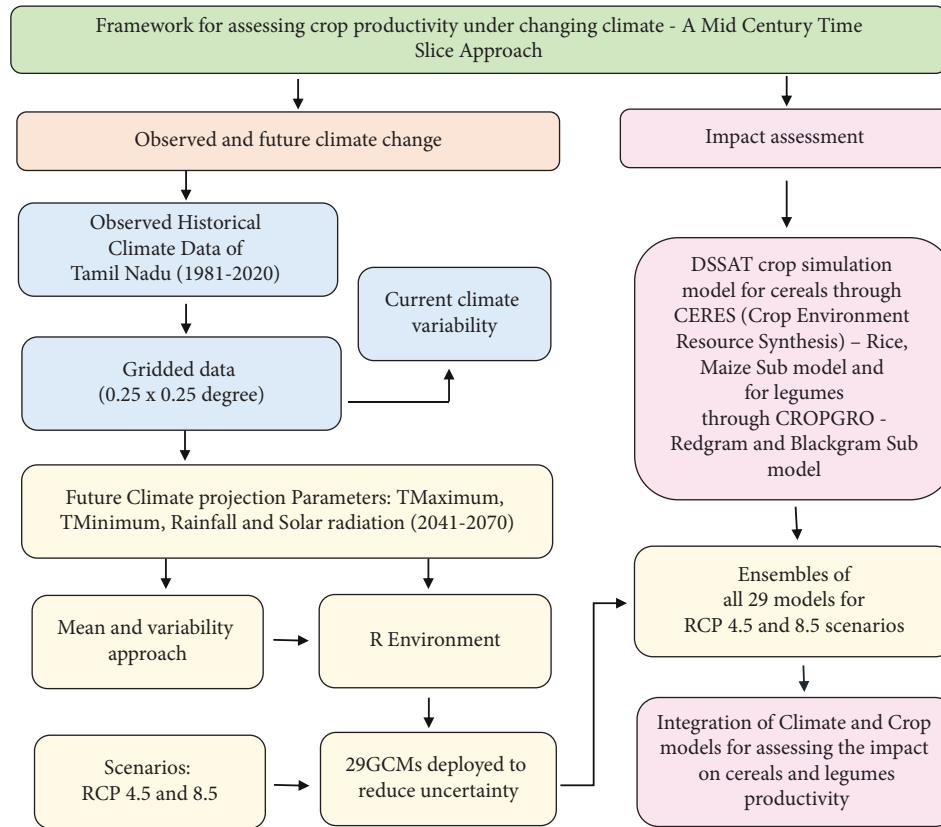 Framework for assessing crop productivity under changing climate - A Mid Century Time
Slice Approach
Observed and future climate change
Impact assessment
Observed Historical
Climate Data of
Tamil Nadu (1981-2020)
Current climate
variability
Gridded data
(0.25 x 0.25 degree)
DSSAT crop simulation
model for cereals through
CERES (Crop Environment
Resource Synthesis) – Rice,
Maize Sub model and
for legumes
through CROPGRO -
Redgram and Blackgram Sub
model
Future Climate projection Parameters: TMaximum,
TMinimum, Rainfall and Solar radiation (2041-2070)
Mean and variability
approach
R Environment
Ensembles of
all 29 models for
RCP 4.5 and 8.5 scenarios
Scenarios:
RCP 4.5 and 8.5
29GCMs deployed to
reduce uncertainty
Integration of Climate and Crop
models for assessing the impact
on cereals and legumes
productivity